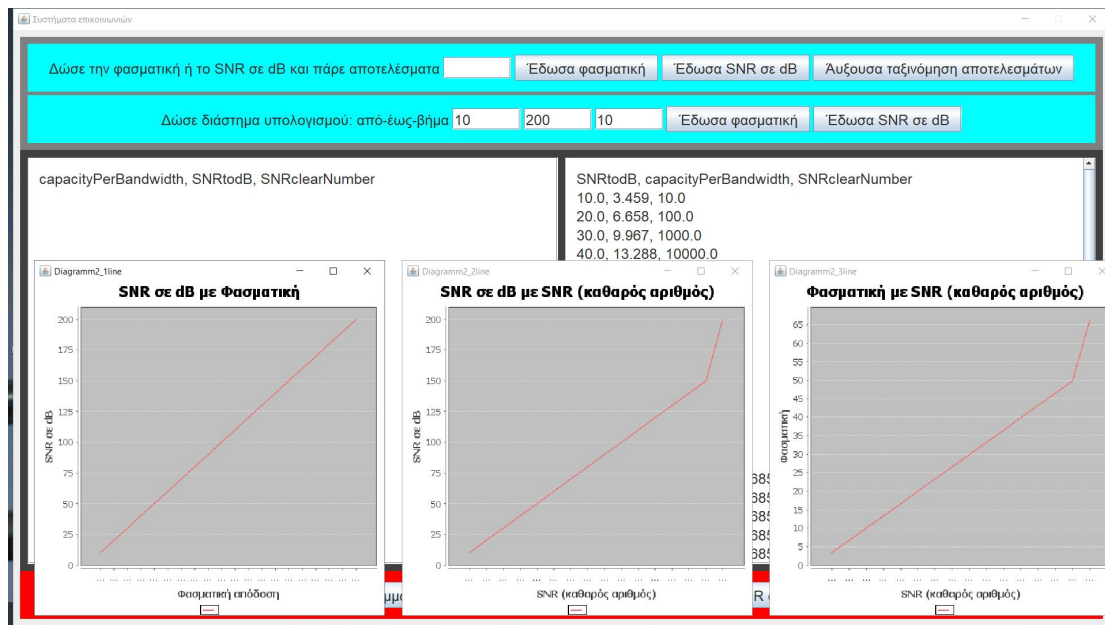 Συστήματα επικοινωνιών
Δώσε την φασματική ή το SNR σε dB και πάρε αποτελέσματα
Έδωσα φασματική
Έδωσα SNR σε dB
Άυξουσα ταξινόμηση αποτελεσμάτων
Δώσε διάστημα υπολογισμού: από-έως-βήμα
10
200
10
Έδωσα φασματική
Έδωσα SNR σε dB
capacityPerBandwidth, SNRtodB, SNRclearNumber
SNRtodB, capacityPerBandwidth, SNRclearNumber
10.0, 3.459, 10.0
20.0, 6.658, 100.0
30.0, 9.967, 1000.0
40.0, 13.288, 10000.0
Diagramm2_1line
SNR σε dB με Φασματική
200
175
150
125
100
75
50
25
0
SNR σε dB
... ... ... ... ... ... ... ... ... ... ... ... ... ... ... ... ... ... ... ...
Φασματική απόδοση
Diagramm2_2line
SNR σε dB με SNR (καθαρός αριθμός)
200
175
150
125
100
75
50
25
0
SNR σε dB
... ... ... ... ... ... ... ... ... ... ... ... ... ... ... ...
SNR (καθαρός αριθμός)
Diagramm2_3line
Φασματική με SNR (καθαρός αριθμός)
65
60
55
50
45
40
35
30
25
20
15
10
5
0
Φασματική
... ... ... ... ... ... ... ... ... ... ... ... ... ... ... ...
SNR (καθαρός αριθμός)